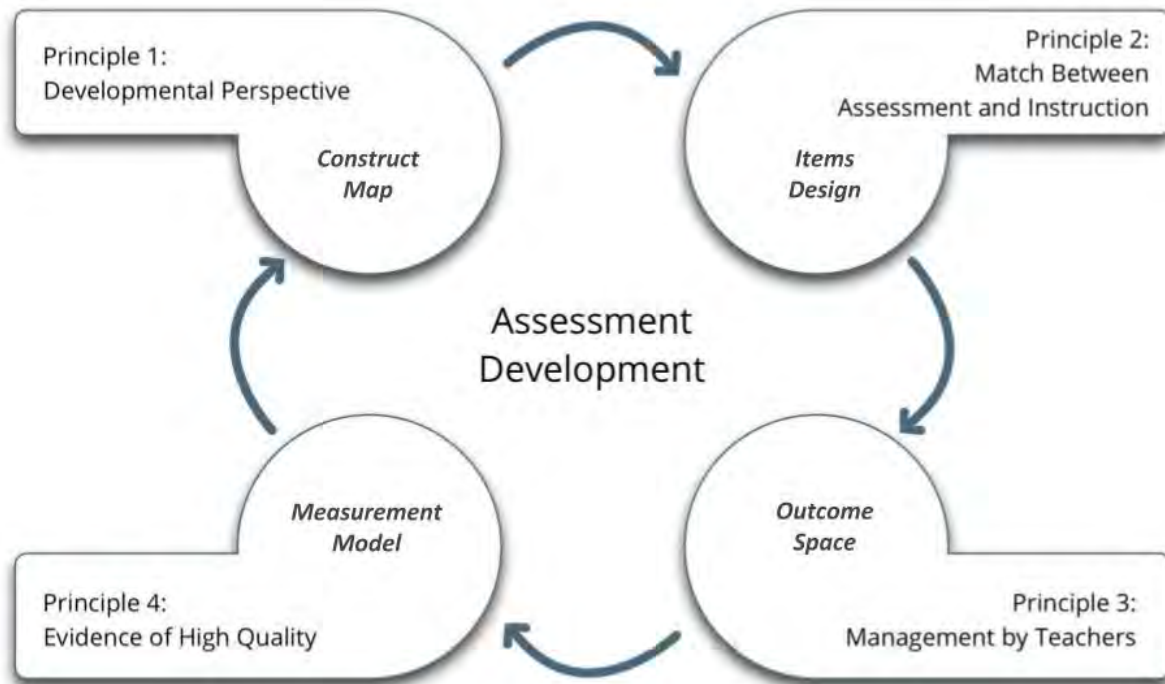 Principle 1:
Developmental Perspective
Construct
Map
Principle 2:
Match Between
Assessment and Instruction
Items
Design
Assessment
Development
Measurement
Model
Principle 4:
Evidence of High Quality
Outcome
Space
Principle 3:
Management by Teachers